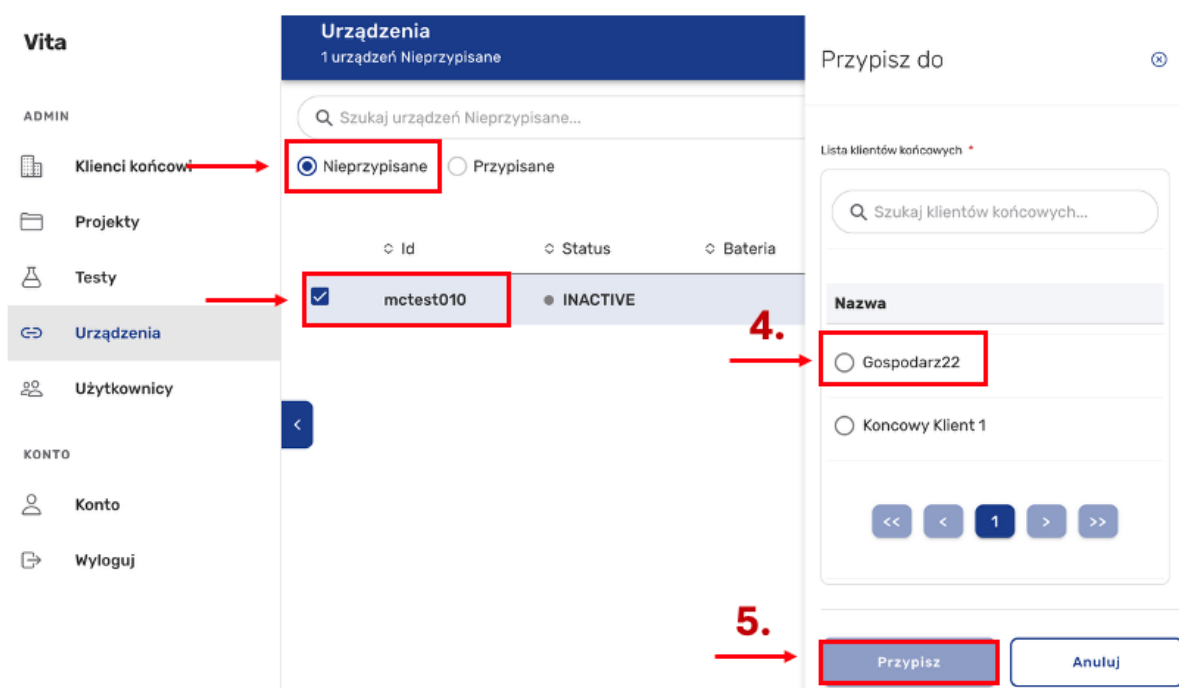 Vita
ADMIN
Klienci końcowi
Projekty
Testy
Urządzenia
Użytkownicy
KONTO
Konto
Wyloguj
Urządzenia
1 urządzeń Nieprzypisane
Szukaj urządzeń Nieprzypisane...
Nieprzypisane Przypisane
Id Status Bateria
mctest010 INACTIVE
<
Przypisz do
Lista klientów końcowych *
Szukaj klientów końcowych...
Nazwa
4.
Gospodarz22
Koncowy Klient 1
<< < 1 > >>
5.
Przypisz Anuluj